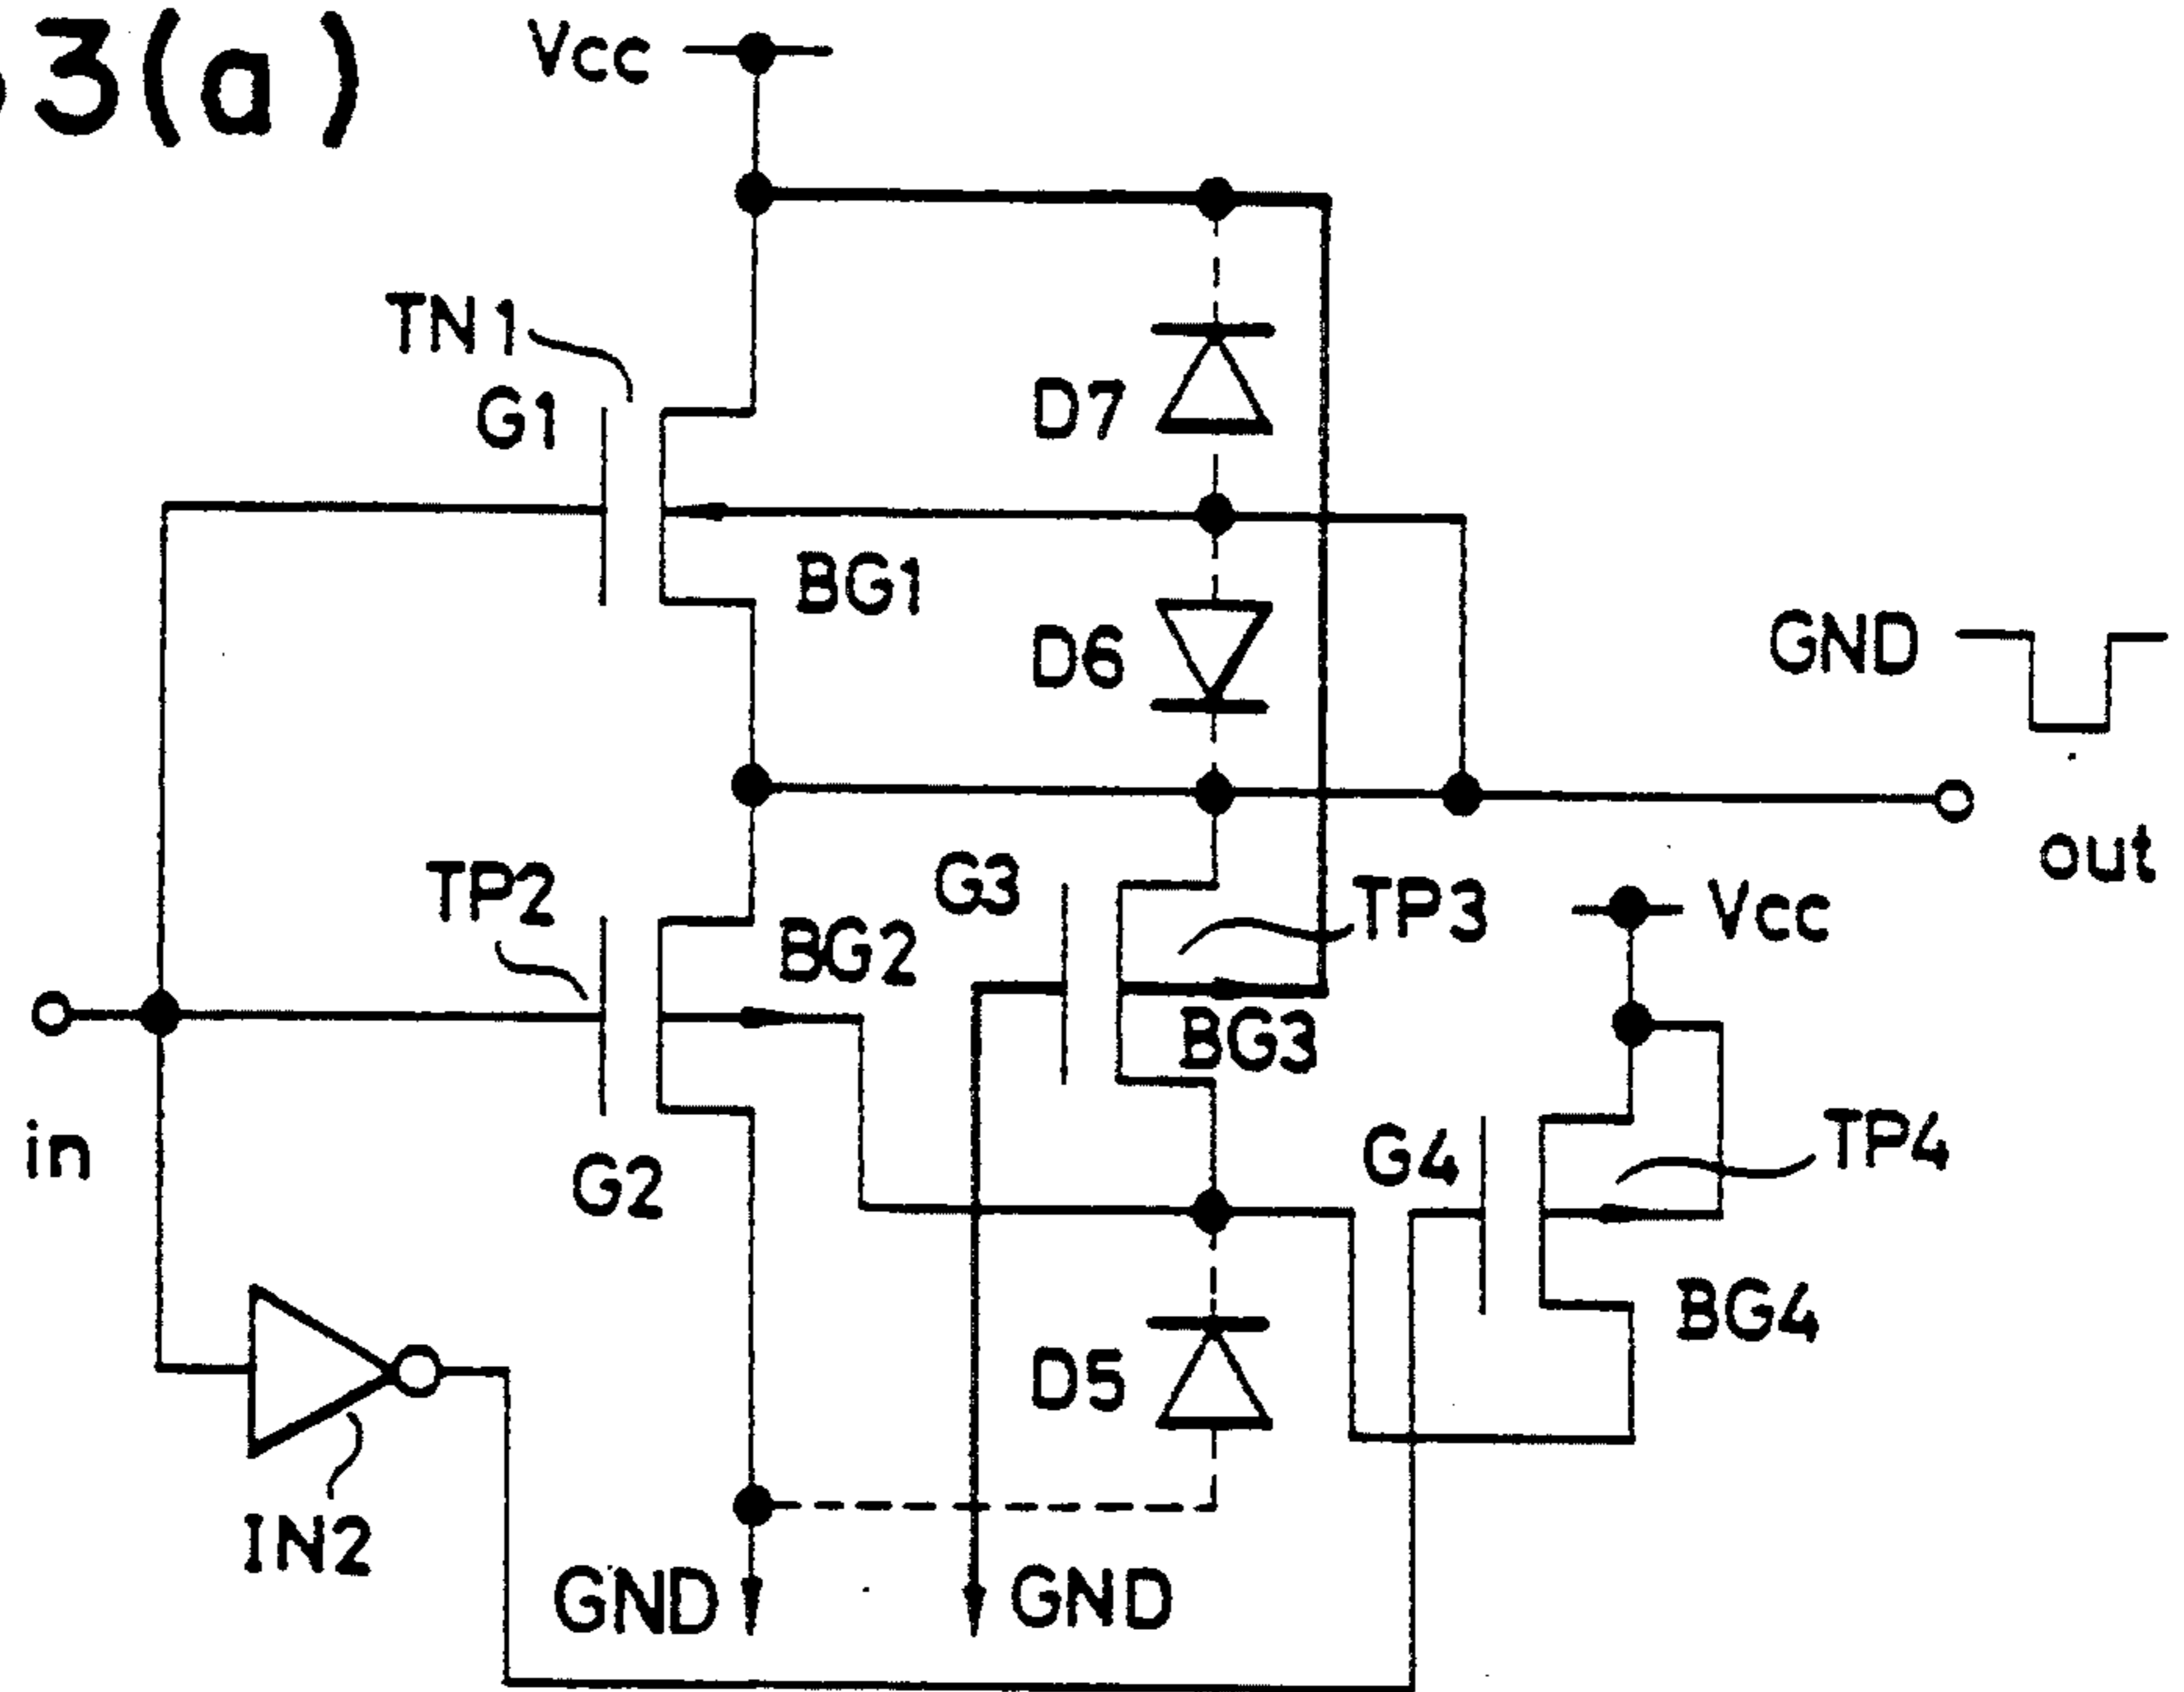 3(a)
Vcc
TN1
G1
D7
BG1
D6
GND
out
TP2
BG2
G3
TP3
Vcc
BG3
in
G2
G4
TP4
BG4
D5
IN2
GND
GND